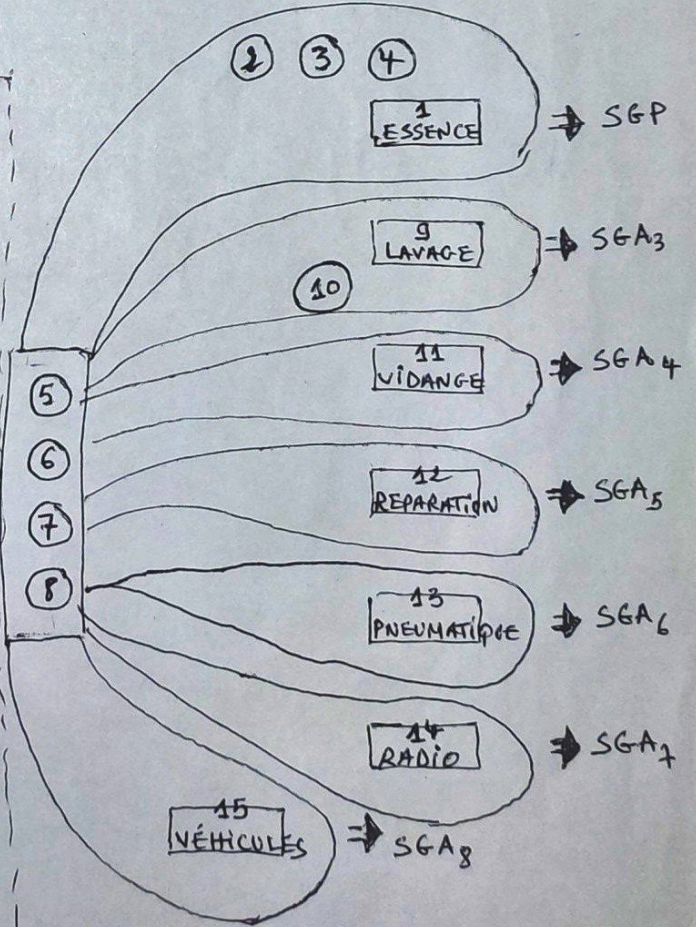 2 3 4
1
ESSENCE
⇒ SGP
9
LAVAGE
⇒ SGA3
10
11
ViDANGE
⇒ SGA4
5
6
7
8
12
REPARATiON
⇒ SGA5
13
PNEUMATiQUE
⇒ SGA6
14
RADiO
⇒ SGA7
15
VÉHiCULES
⇒ SGA8